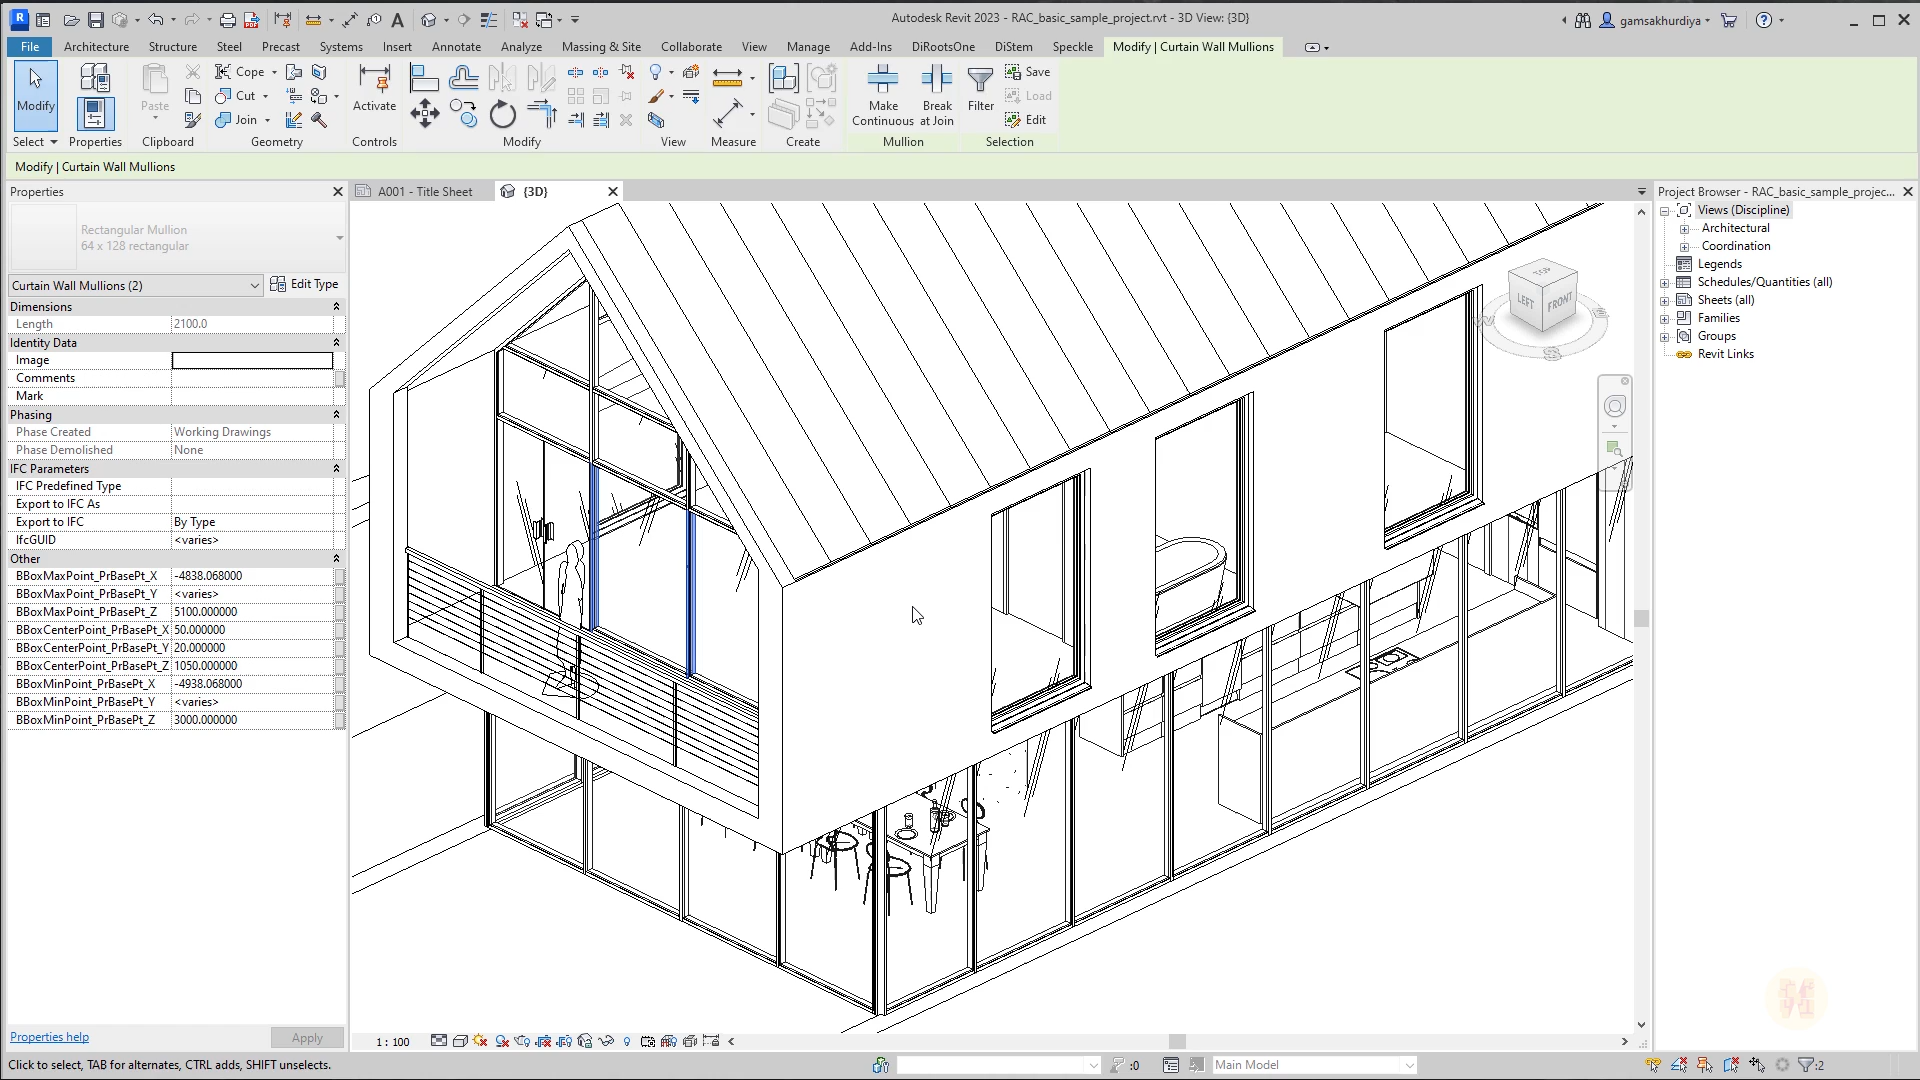 Autodesk Revit 2023 - RAC_basic_sample_project.rvt - 3D View: {3D}
gamsakhurdiya
File Architecture Structure Steel Precast Systems Insert Annotate Analyze Massing & Site Collaborate View Manage Add-Ins DiRootsOne DiStem Speckle Modify | Curtain Wall Mullions
Modify
Paste
Cope
Cut
Join
Activate
Make Continuous
Break at Join
Filter
Save
Load
Edit
Select Properties Clipboard Geometry Controls Modify View Measure Create Mullion Selection
Modify | Curtain Wall Mullions
Properties
A001 - Title Sheet
{3D}
Project Browser - RAC_basic_sample_projec...
Rectangular Mullion
64 x 128 rectangular
Curtain Wall Mullions (2)
Edit Type
Dimensions
Length 2100.0
Identity Data
Image
Comments
Mark
Phasing
Phase Created Working Drawings
Phase Demolished None
IFC Parameters
IFC Predefined Type
Export to IFC As
Export to IFC By Type
IfcGUID <varies>
Other
BBoxMaxPoint_PrBasePt_X -4838.068000
BBoxMaxPoint_PrBasePt_Y <varies>
BBoxMaxPoint_PrBasePt_Z 5100.000000
BBoxCenterPoint_PrBasePt_X 50.000000
BBoxCenterPoint_PrBasePt_Y 20.000000
BBoxCenterPoint_PrBasePt_Z 1050.000000
BBoxMinPoint_PrBasePt_X -4938.068000
BBoxMinPoint_PrBasePt_Y <varies>
BBoxMinPoint_PrBasePt_Z 3000.000000
Properties help
Apply
TOP
LEFT
FRONT
S
Views (Discipline)
Architectural
Coordination
Legends
Schedules/Quantities (all)
Sheets (all)
Families
Groups
Revit Links
1 : 100
Click to select, TAB for alternates, CTRL adds, SHIFT unselects.
:0
Main Model
:2